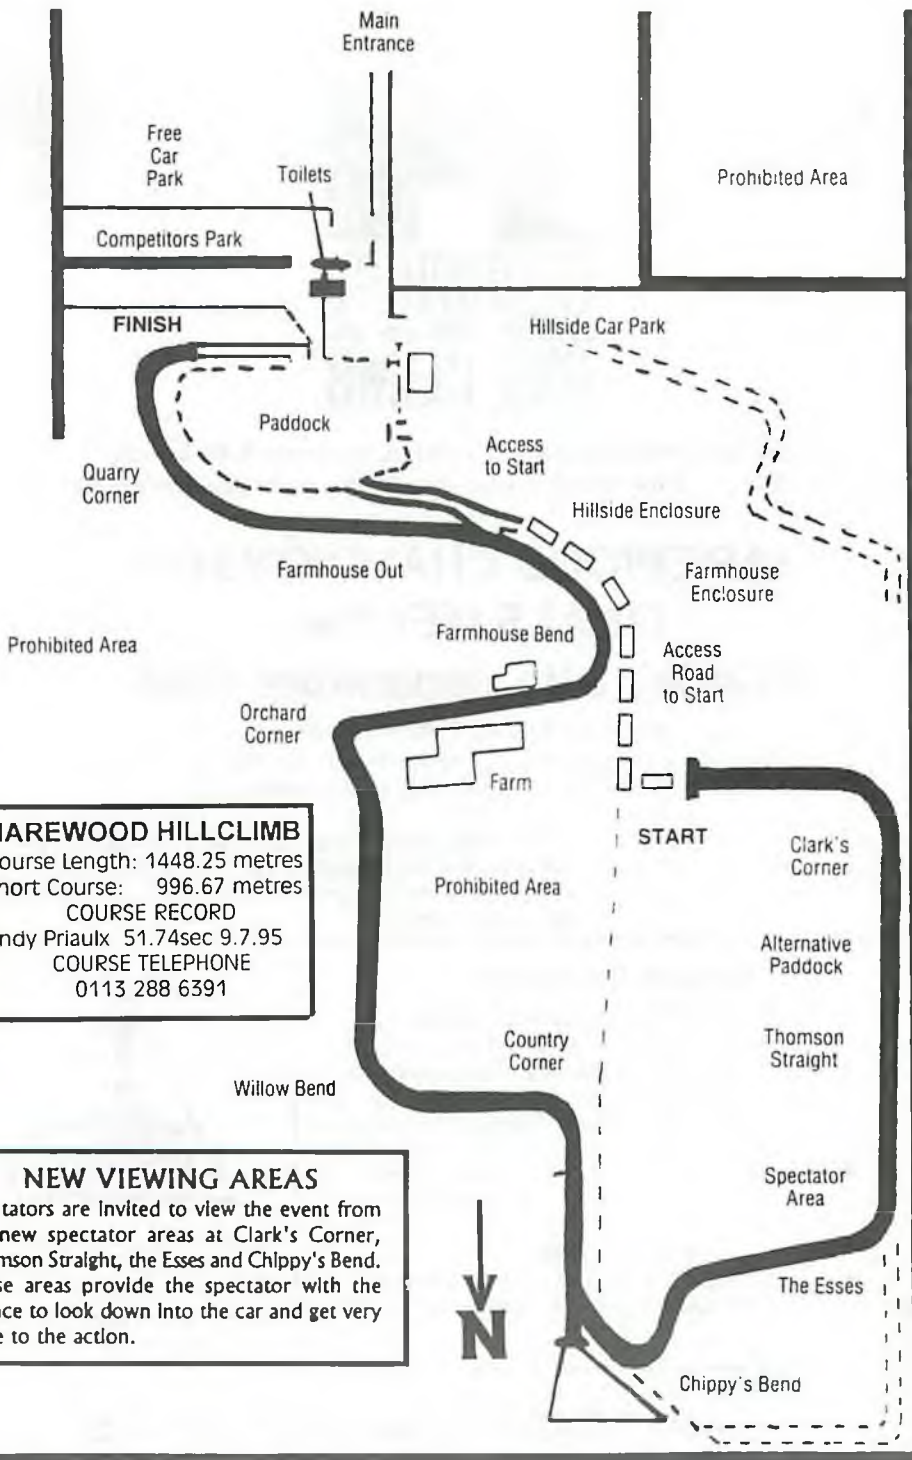 Main
Entrance
Free
Car
Park
Toilets
Prohibited Area
Competitors Park
FINISH
Hillside Car Park
Paddock
Access
to Start
Quarry
Corner
Hillside Enclosure
Farmhouse Out
Farmhouse
Enclosure
Prohibited Area
Farmhouse Bend
Access
Road
to Start
Orchard
Corner
Farm
START
HAREWOOD HILLCLIMB
ourse Length: 1448.25 metres
hort Course: 996.67 metres
COURSE RECORD
ndy Priaulx 51.74sec 9.7.95
COURSE TELEPHONE
0113 288 6391
Clark's
Corner
Prohibited Area
Alternative
Paddock
Country
Corner
Thomson
Straight
Willow Bend
NEW VIEWING AREAS
tators are invited to view the event from
new spectator areas at Clark's Corner,
mson Straight, the Esses and Chippy's Bend.
se areas provide the spectator with the
nce to look down into the car and get very
e to the action.
Spectator
Area
N
The Esses
Chippy's Bend